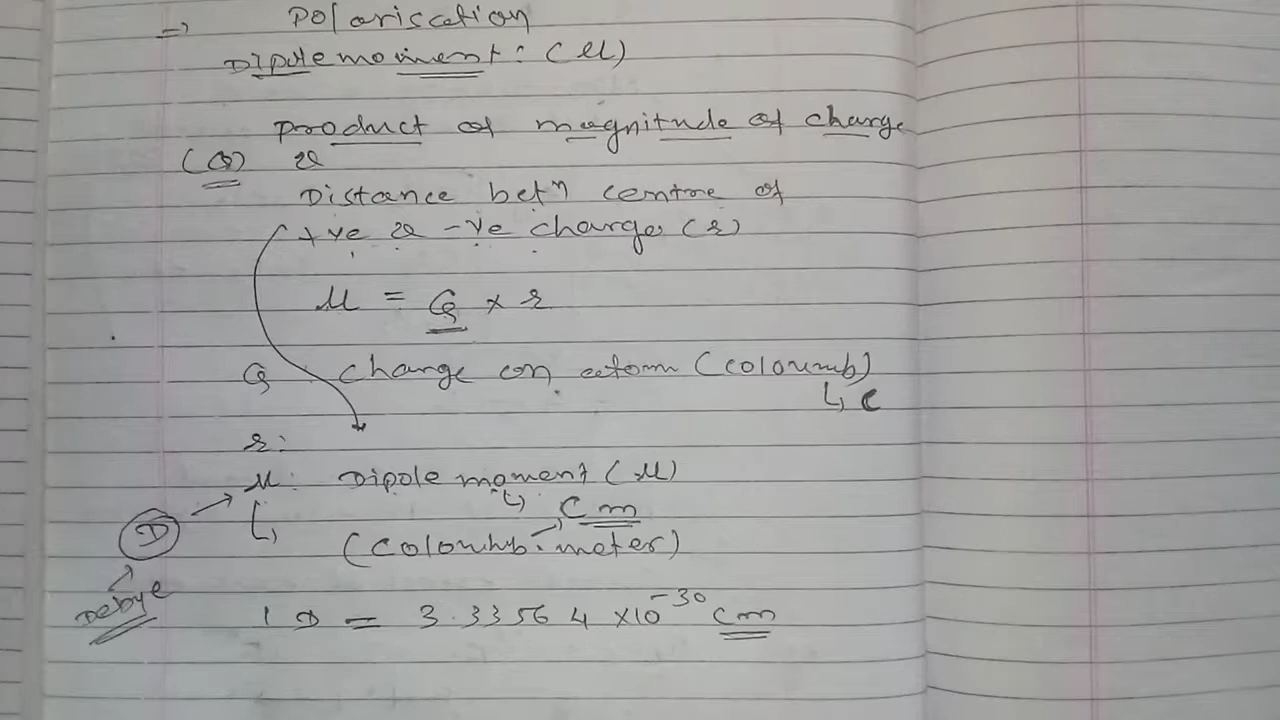 => Polarisation
Dipole moment : (μ)
product of magnitude of charge
(Q) &
Distance betn centre of
+ve & -ve charge (r)
μ = Q × r
Q charge on atom (coloumb)
↳ C
r:
μ: Dipole moment (μ)
↳ Cm
D
(coloumb. meter)
Debye
1 D = 3.33564 ×10⁻³⁰ Cm